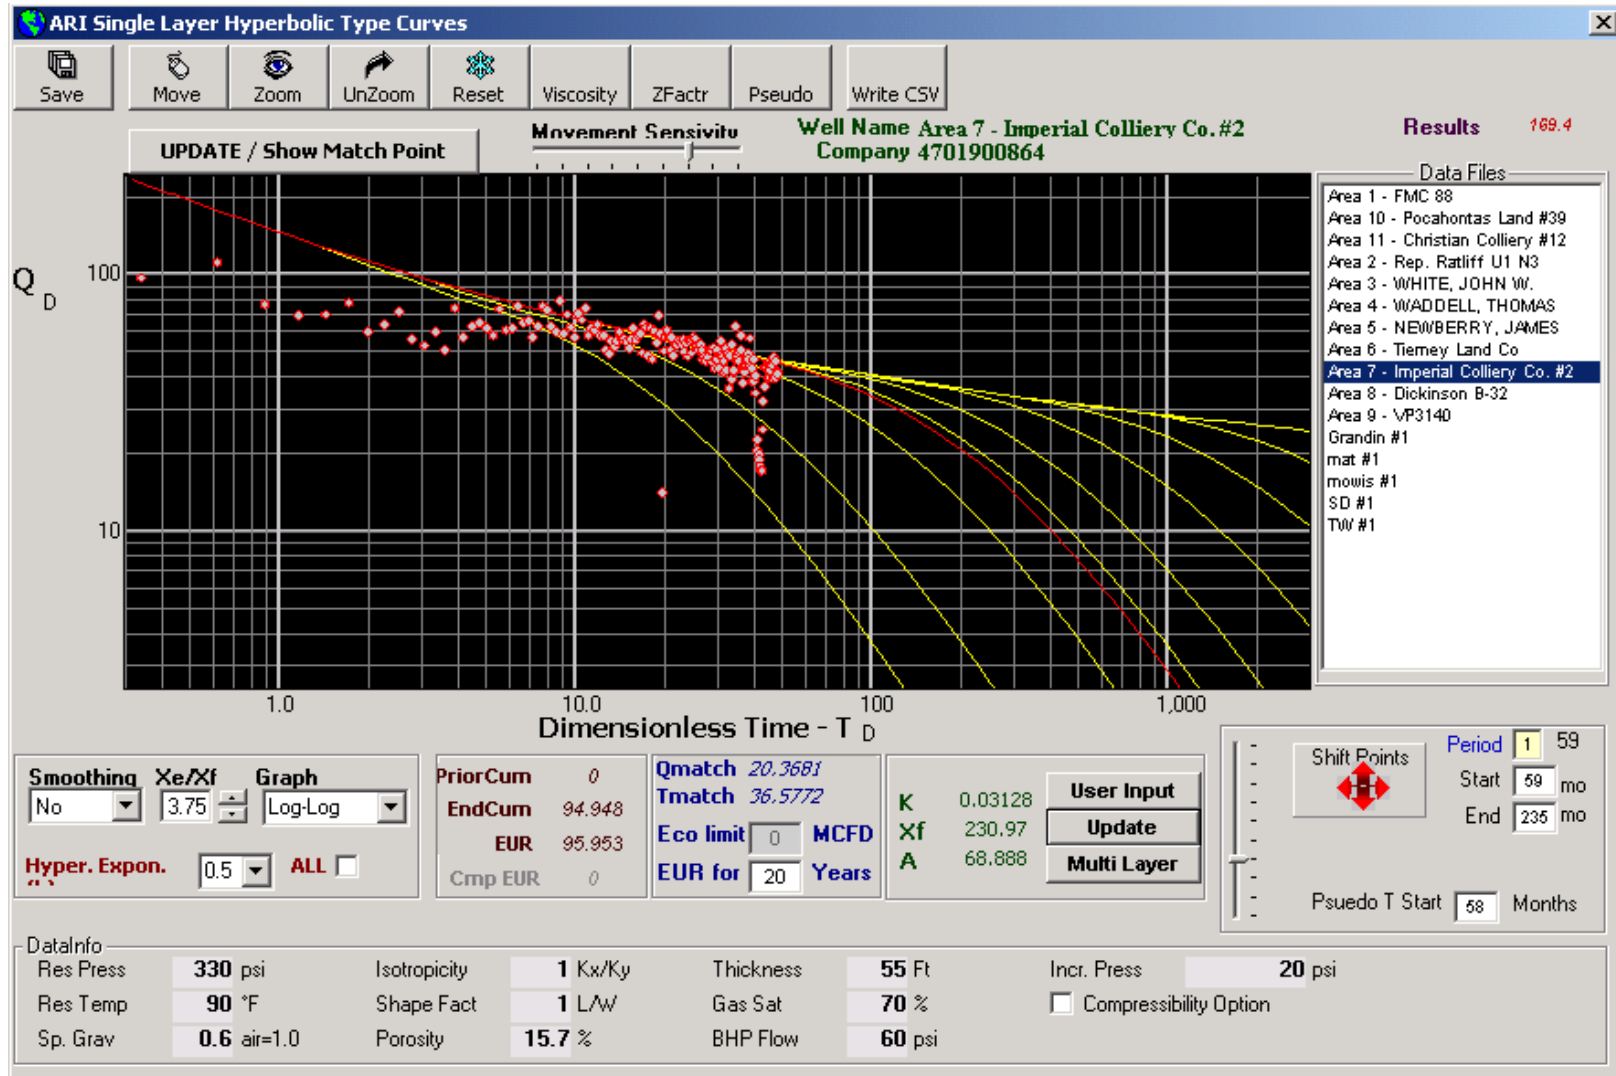 ARI Single Layer Hyperbolic Type Curves
Save Move Zoom UnZoom Reset Viscosity ZFactr Pseudo Write CSV
UPDATE / Show Match Point
Movement Sensivity
Well Name Area 7 - Imperial Colliery Co. #2
Company 4701900864
Results 169.4
Data Files
Area 1 - FMC 88
Area 10 - Pocahontas Land #39
Area 11 - Christian Colliery #12
Area 2 - Rep. Ratliff U1 N3
Area 3 - WHITE, JOHN W.
Area 4 - WADDELL, THOMAS
Area 5 - NEWBERRY, JAMES
Area 6 - Tierney Land Co
Area 7 - Imperial Colliery Co. #2
Area 8 - Dickinson B-32
Area 9 - VP3140
Grandin #1
mat #1
mowis #1
SD #1
TW #1
Q D
100
10
1.0 10.0 100 1,000
Dimensionless Time - T D
Smoothing Xe/Xf Graph
No 3.75 Log-Log
Hyper. Expon. 0.5 ALL
PriorCum 0
EndCum 94.948
EUR 95.953
Cmp EUR 0
Qmatch 20.3681
Tmatch 36.5772
Eco limit 0 MCFD
EUR for 20 Years
K 0.03128
Xf 230.97
A 68.888
User Input
Update
Multi Layer
Shift Points
Period 1 59
Start 59 mo
End 235 mo
Psuedo T Start 58 Months
DataInfo
Res Press 330 psi Isotropicity 1 Kx/Ky Thickness 55 Ft Incr. Press 20 psi
Res Temp 90 °F Shape Fact 1 L/W Gas Sat 70 % Compressibility Option
Sp. Grav 0.6 air=1.0 Porosity 15.7 % BHP Flow 60 psi